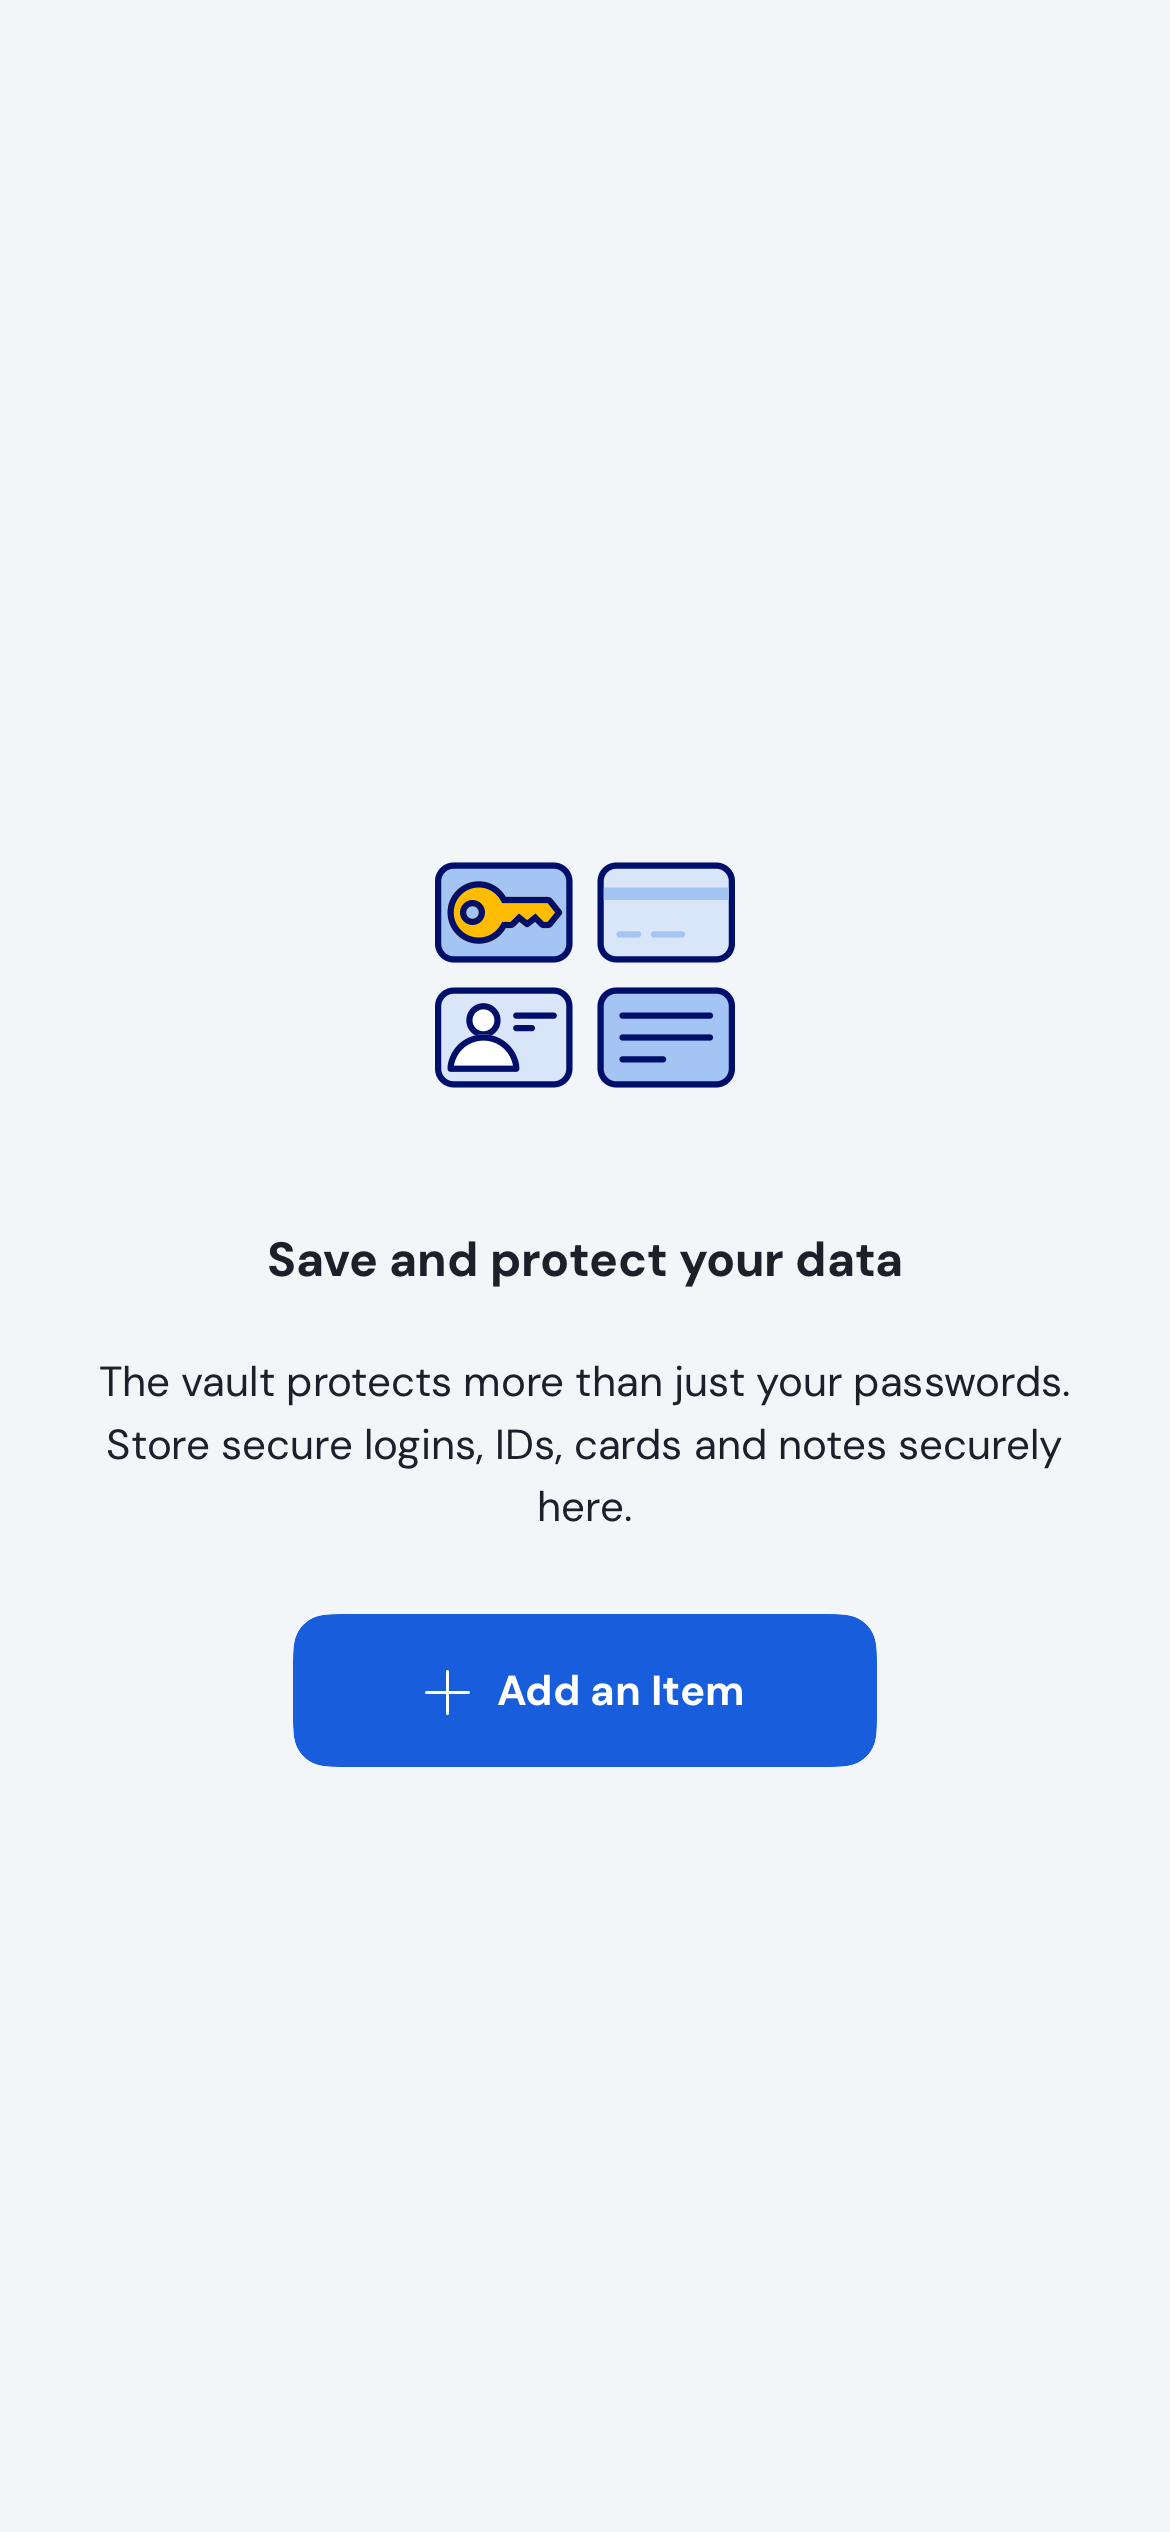 Save and protect your data
The vault protects more than just your passwords.
Store secure logins, IDs, cards and notes securely
here.
Add an Item